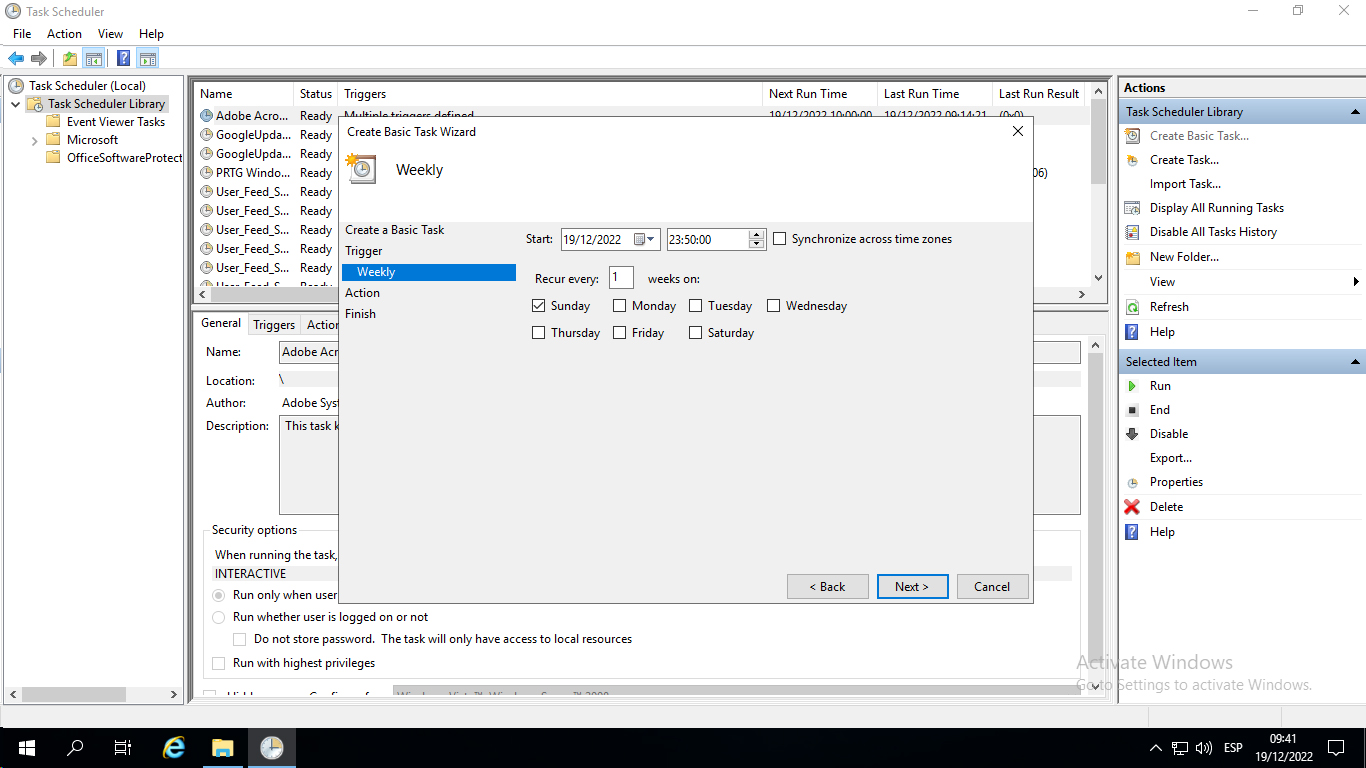 Task Scheduler
File Action View Help
Task Scheduler (Local)
Task Scheduler Library
Event Viewer Tasks
Microsoft
OfficeSoftwareProtect
Name Status Triggers Next Run Time Last Run Time Last Run Result
Adobe Acro... Ready Multiple triggers defined 19/12/2022 10:00:00 19/12/2022 09:14:21 (0x0)
GoogleUpda... Ready
GoogleUpda... Ready
PRTG Windo... Ready 06)
User_Feed_S... Ready
User_Feed_S... Ready
User_Feed_S... Ready
User_Feed_S... Ready
User_Feed_S... Ready
User_Feed_S... Ready
Create Basic Task Wizard
Weekly
Create a Basic Task
Trigger
Weekly
Action
Finish
Start: 19/12/2022 23:50:00 Synchronize across time zones
Recur every: 1 weeks on:
Sunday Monday Tuesday Wednesday
Thursday Friday Saturday
< Back Next > Cancel
General Triggers Action
Name: Adobe Acr
Location: \
Author: Adobe Syst
Description: This task k
Security options
When running the task,
INTERACTIVE
Run only when user
Run whether user is logged on or not
Do not store password. The task will only have access to local resources
Run with highest privileges
Actions
Task Scheduler Library
Create Basic Task...
Create Task...
Import Task...
Display All Running Tasks
Disable All Tasks History
New Folder...
View
Refresh
Help
Selected Item
Run
End
Disable
Export...
Properties
Delete
Help
Activate Windows
Go to Settings to activate Windows.
ESP
09:41
19/12/2022